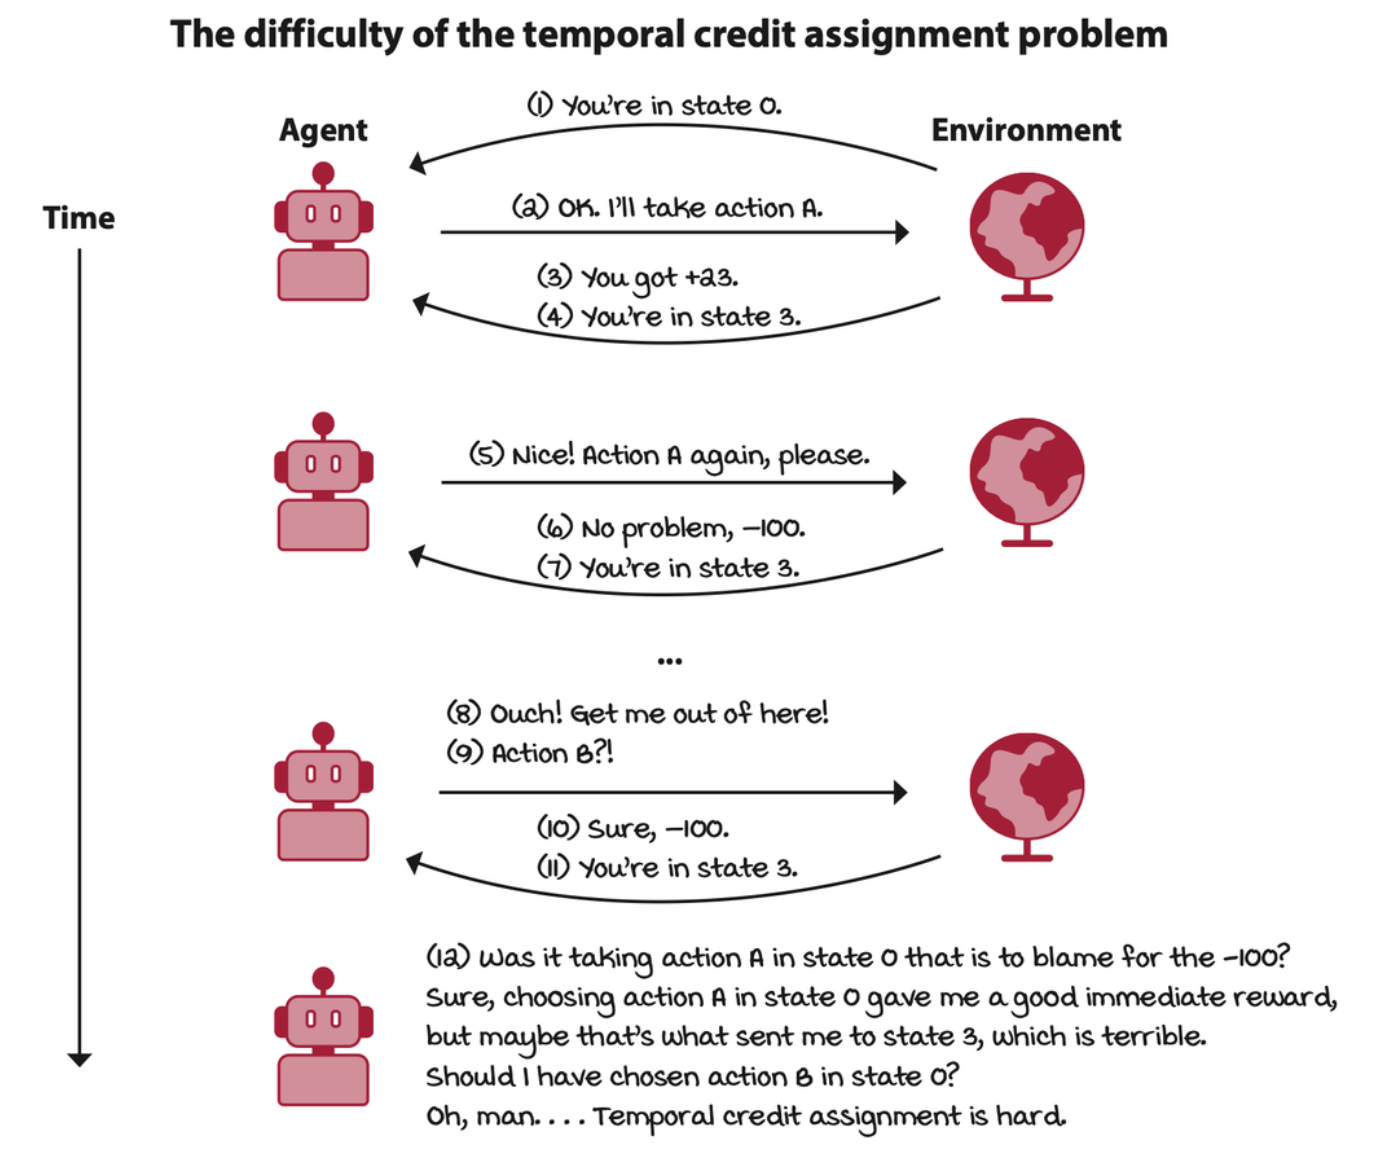 The difficulty of the temporal credit assignment problem
(1) You're in state 0.
Agent
Environment
Time
(2) OK. I'll take action A.
(3) You got +23.
(4) You're in state 3.
(5) Nice! Action A again, please.
(6) No problem, –100.
(7) You're in state 3.
...
(8) Ouch! Get me out of here!
(9) Action B?!
(10) Sure, –100.
(11) You're in state 3.
(12) Was it taking action A in state 0 that is to blame for the –100?
Sure, choosing action A in state 0 gave me a good immediate reward,
but maybe that's what sent me to state 3, which is terrible.
Should I have chosen action B in state 0?
Oh, man. . . . Temporal credit assignment is hard.